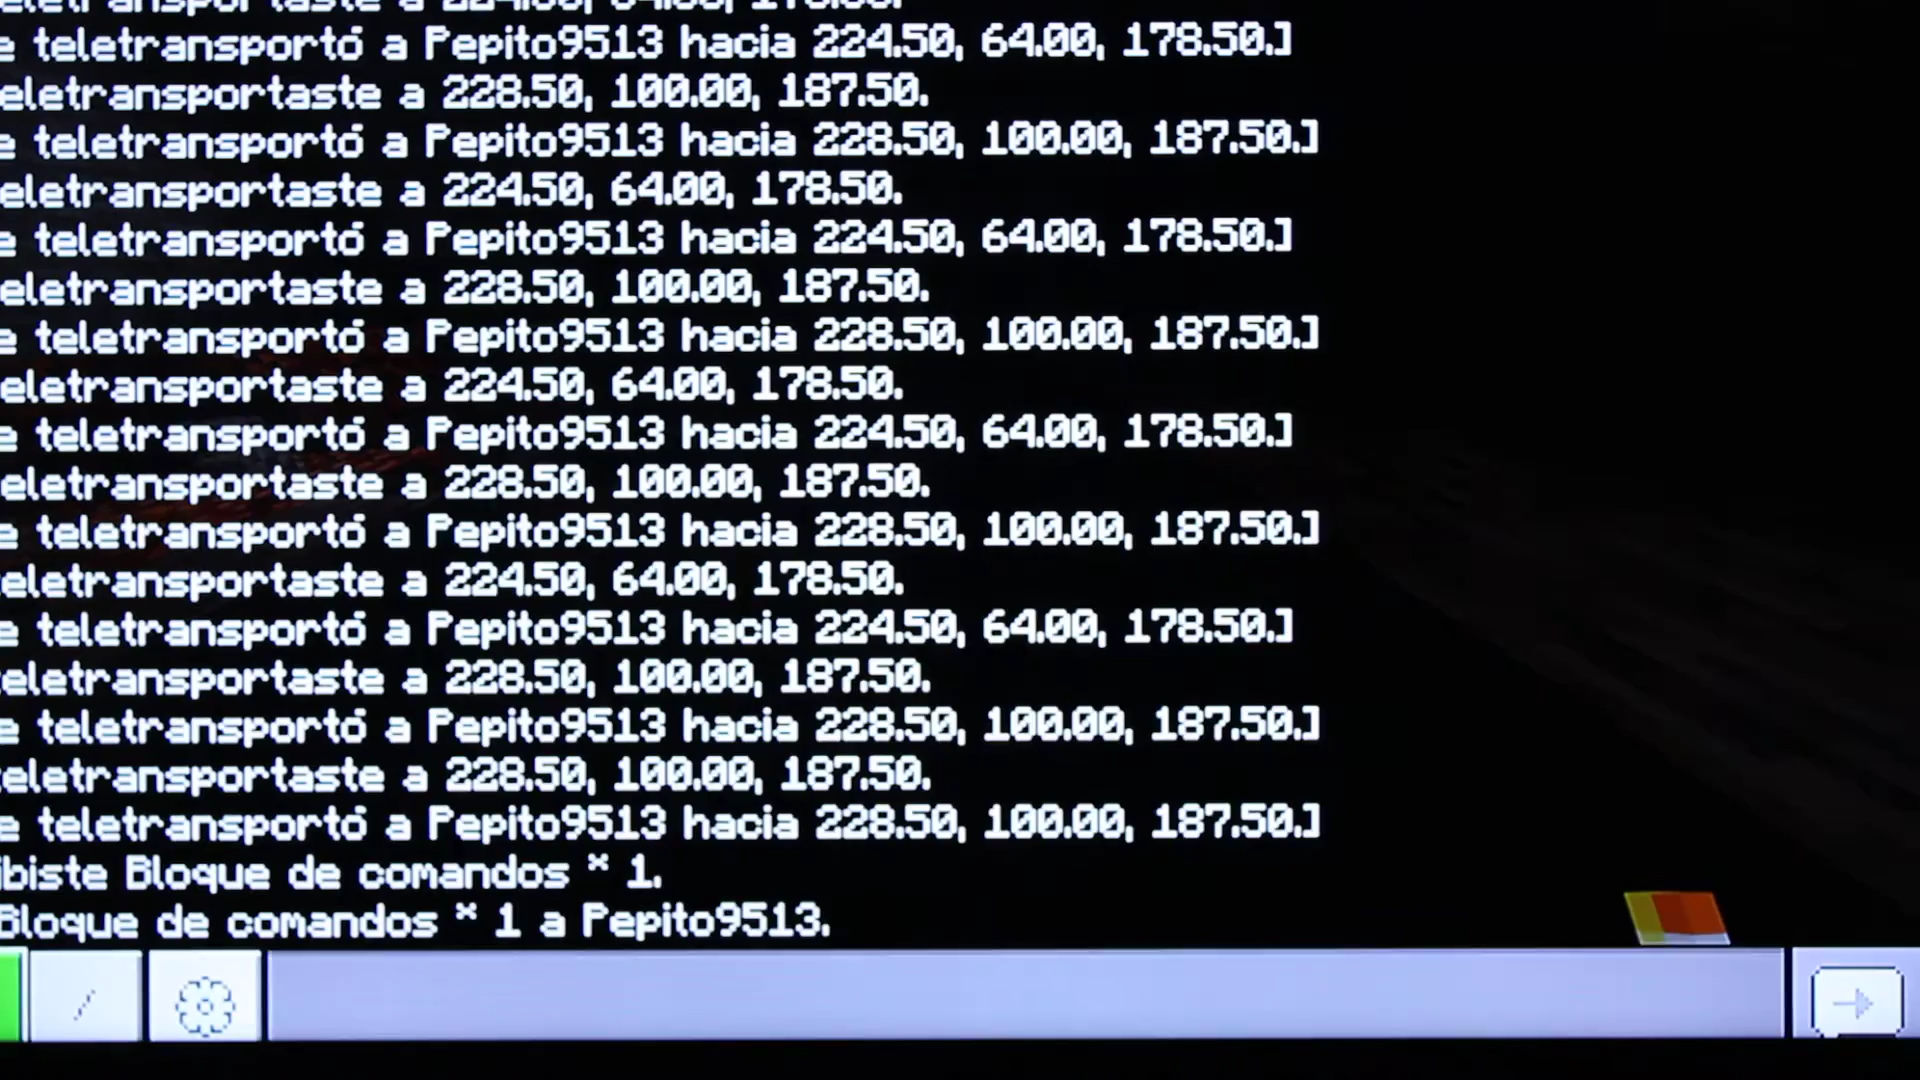 e teletransportó a Pepito9513 hacia 224.50, 64.00, 178.50.]
eletransportaste a 228.50, 100.00, 187.50.
e teletransportó a Pepito9513 hacia 228.50, 100.00, 187.50.]
eletransportaste a 224.50, 64.00, 178.50.
e teletransportó a Pepito9513 hacia 224.50, 64.00, 178.50.]
eletransportaste a 228.50, 100.00, 187.50.
e teletransportó a Pepito9513 hacia 228.50, 100.00, 187.50.]
eletransportaste a 224.50, 64.00, 178.50.
e teletransportó a Pepito9513 hacia 224.50, 64.00, 178.50.]
eletransportaste a 228.50, 100.00, 187.50.
e teletransportó a Pepito9513 hacia 228.50, 100.00, 187.50.]
eletransportaste a 224.50, 64.00, 178.50.
e teletransportó a Pepito9513 hacia 224.50, 64.00, 178.50.]
eletransportaste a 228.50, 100.00, 187.50.
e teletransportó a Pepito9513 hacia 228.50, 100.00, 187.50.]
eletransportaste a 228.50, 100.00, 187.50.
e teletransportó a Pepito9513 hacia 228.50, 100.00, 187.50.]
ibiste Bloque de comandos * 1.
Bloque de comandos * 1 a Pepito9513.
/